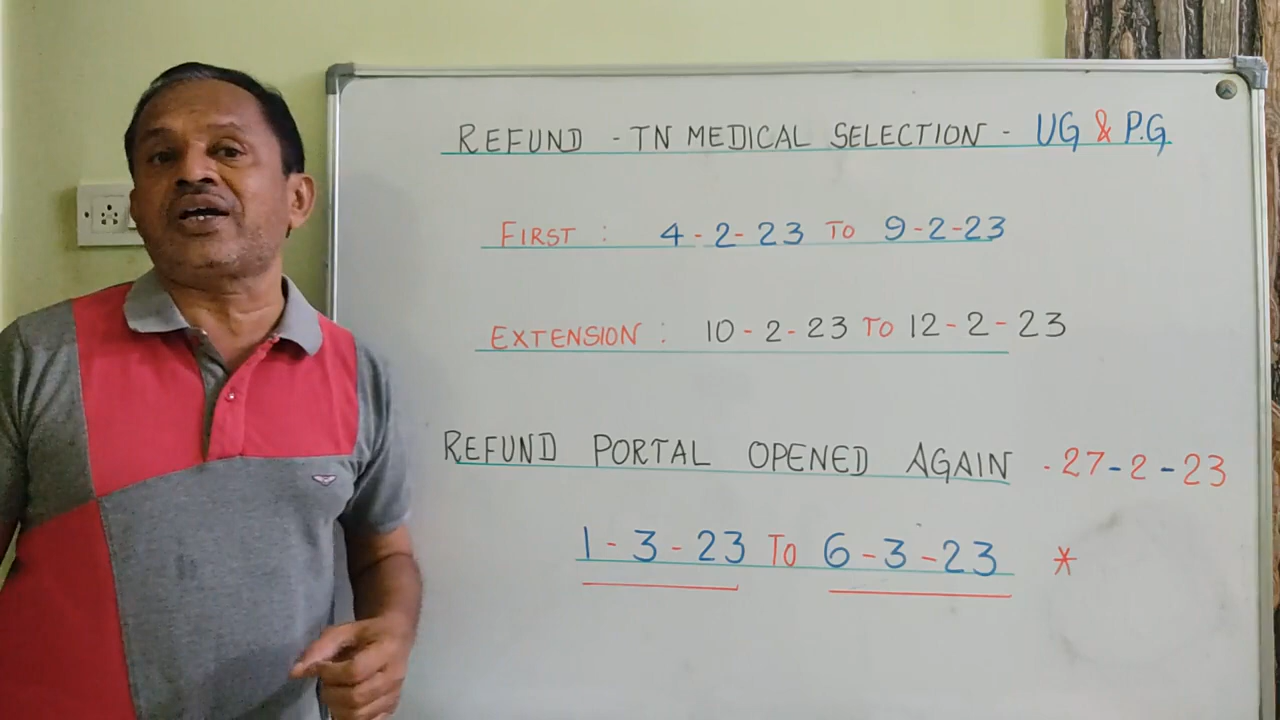 REFUND - TN MEDICAL SELECTION - UG & P.G
FIRST : 4-2-23 TO 9-2-23
EXTENSION : 10-2-23 TO 12-2-23
REFUND PORTAL OPENED AGAIN - 27-2-23
1-3-23 TO 6-3-23 *